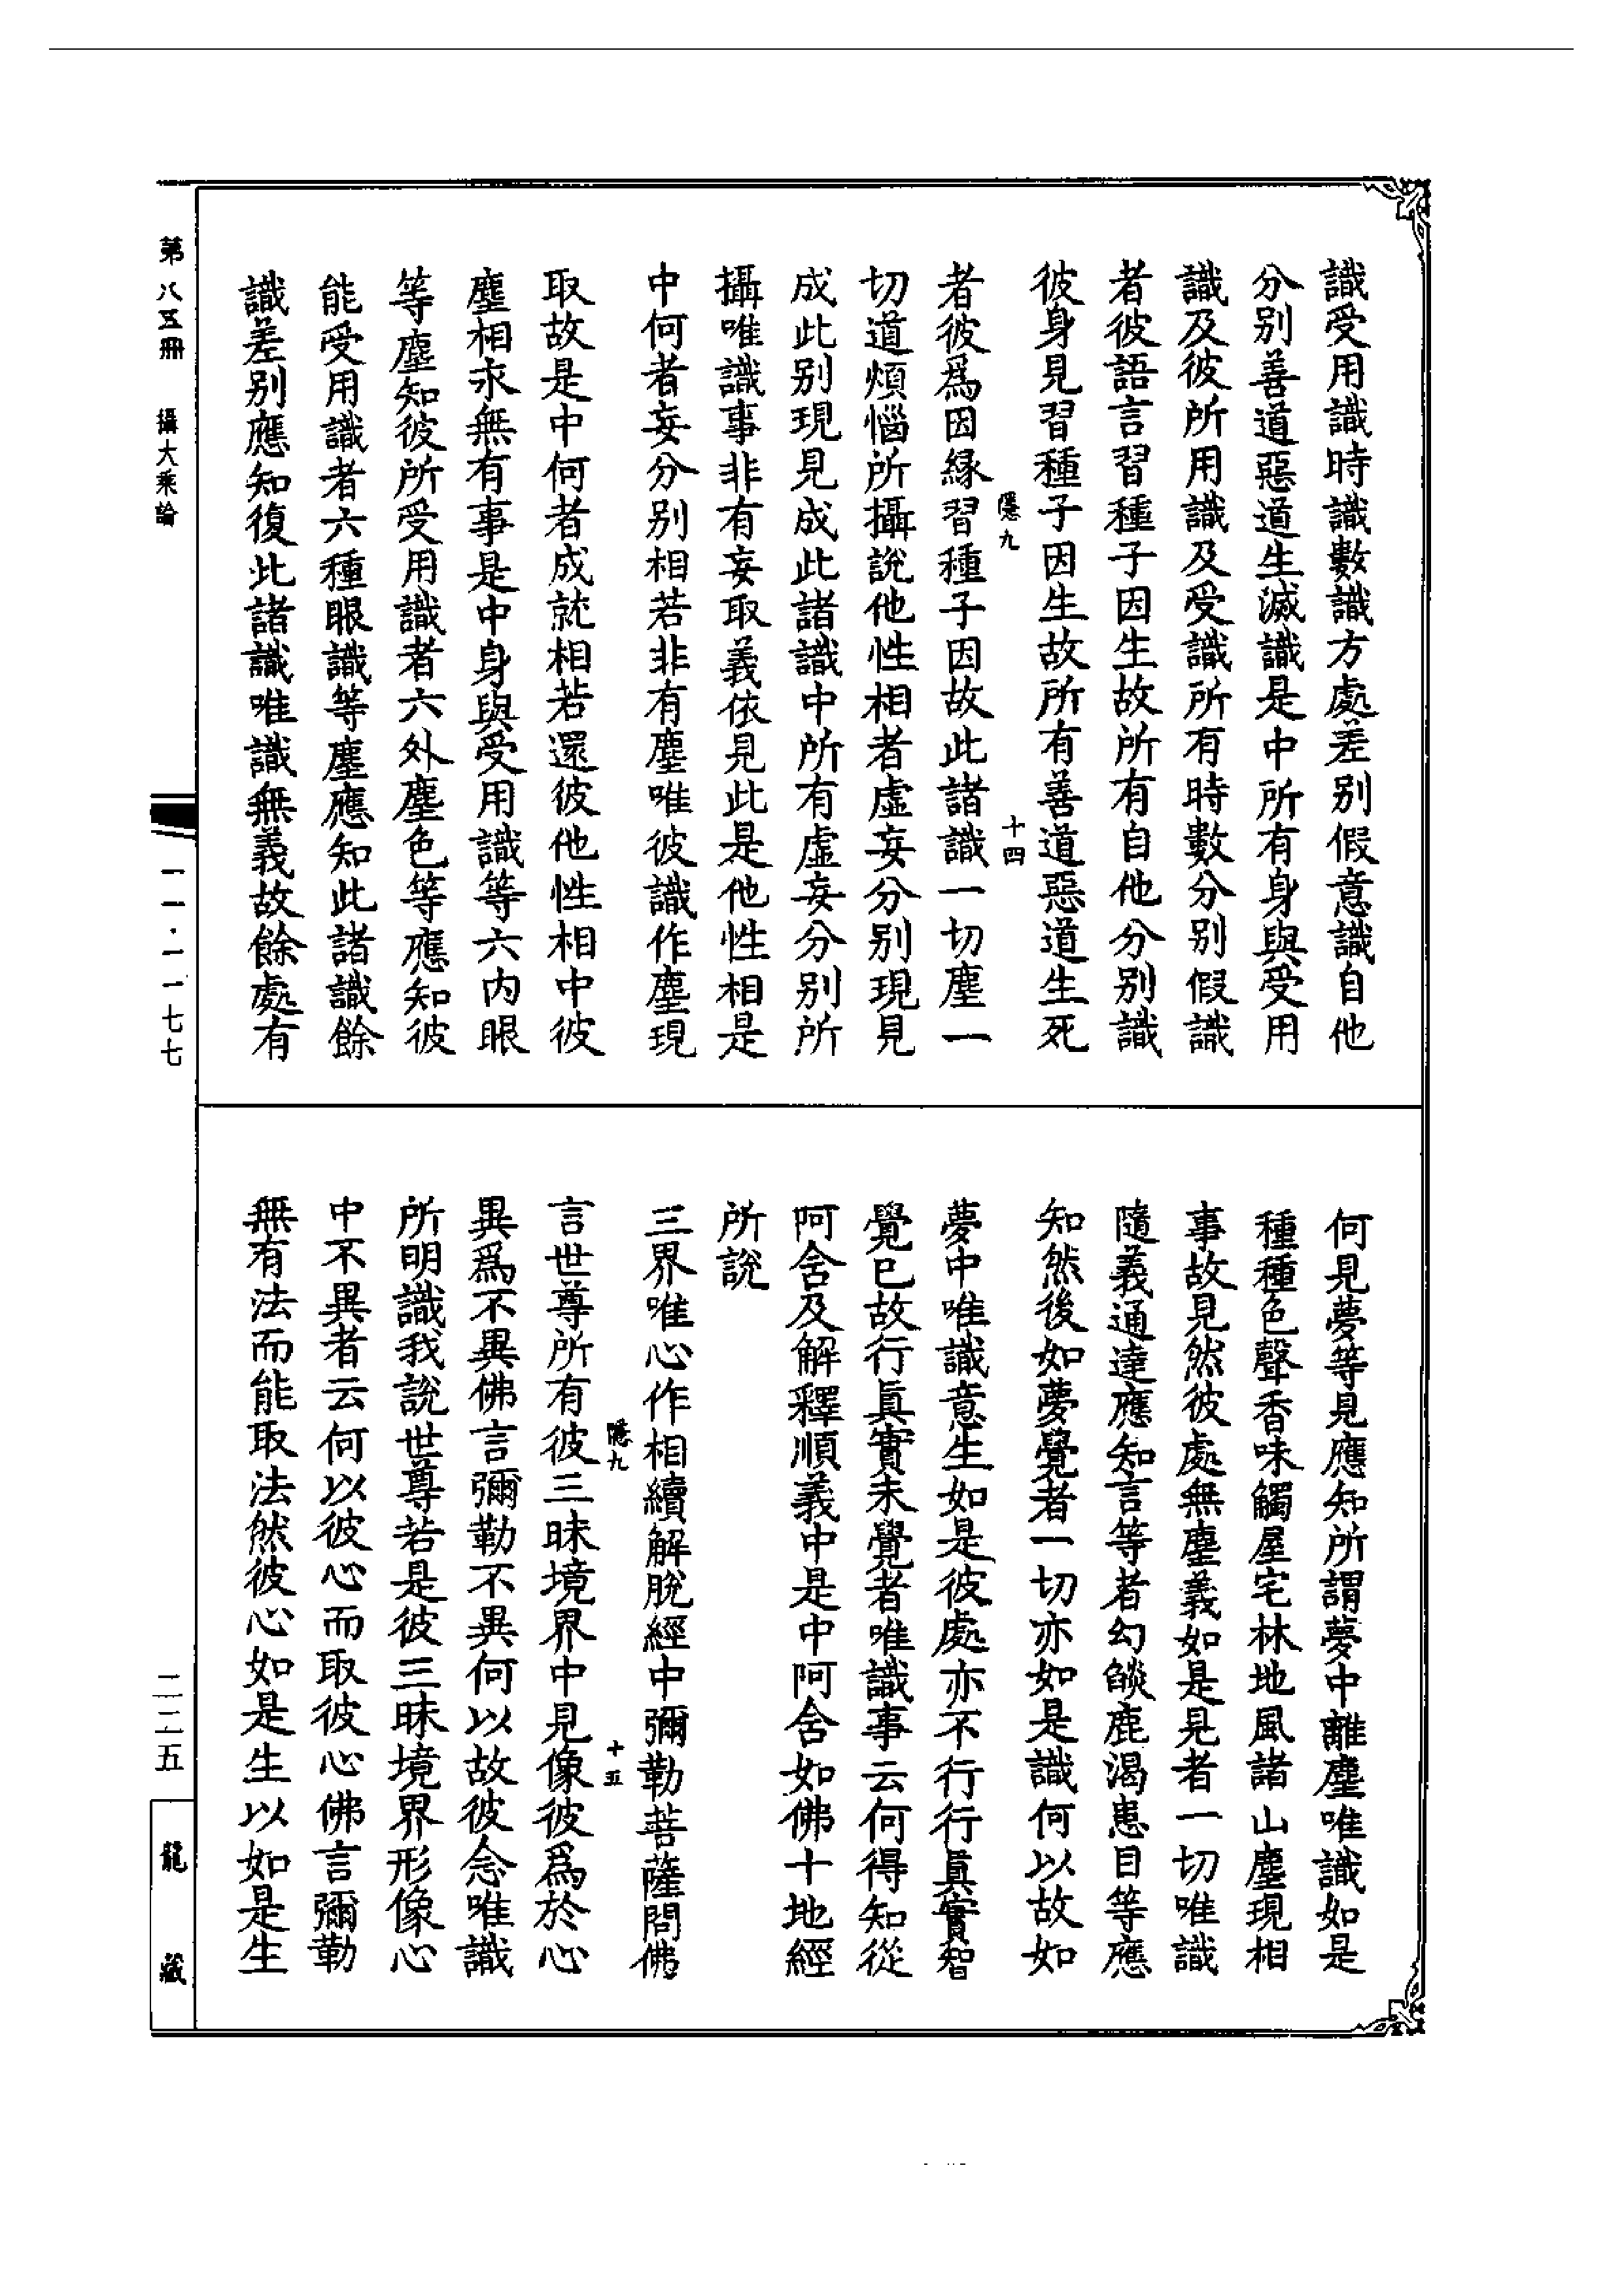 識受用識時識數識方處差別假意識自他
分別善道惡道生滅識是中所有身與受用
識及彼所用識及受識所有時數分別假識
者彼語言習種子因生故所有自他分別識
彼身見習種子因生故所有善道惡道生死
隱九 十四
者彼爲因緣習種子因故此諸識一切塵一
切道煩惱所攝說他性相者虛妄分別現見
成此別現見成此諸識中所有虛妄分別所
攝唯識事非有妄取義依見此是他性相是
中何者妄分別相若非有塵唯彼識作塵現
取故是中何者成就相若還彼他性相中彼
塵相永無有事是中身與受用識等六內眼
等塵知彼所受用識者六外塵色等應知彼
能受用識者六種眼識等塵應知此諸識餘
識差別應知復此諸識唯識無義故餘處有
何見夢等見應知所謂夢中離塵唯識如是
種種色聲香味觸屋宅林地風諸山塵現相
事故見然彼處無塵義如是見者一切唯識
隨義通達應知言等者幻燄鹿渴患目等應
知然後如夢覺者一切亦如是識何以故如
夢中唯識意生如是彼處亦不行行眞實智
覺已故行眞實未覺者唯識事云何得知從
阿含及解釋順義中是中阿含如佛十地經
所說
三界唯心作相續解脫經中彌勒菩薩問佛
隱九 十五
言世尊所有彼三昧境界中見像彼爲於心
異爲不異佛言彌勒不異何以故彼念唯識
所明識我說世尊若是彼三昧境界形像心
中不異者云何以彼心而取彼心佛言彌勒
無有法而能取法然彼心如是生以如是生
第八五冊 攝大乘論
一一·一一七七
二三五
龍藏